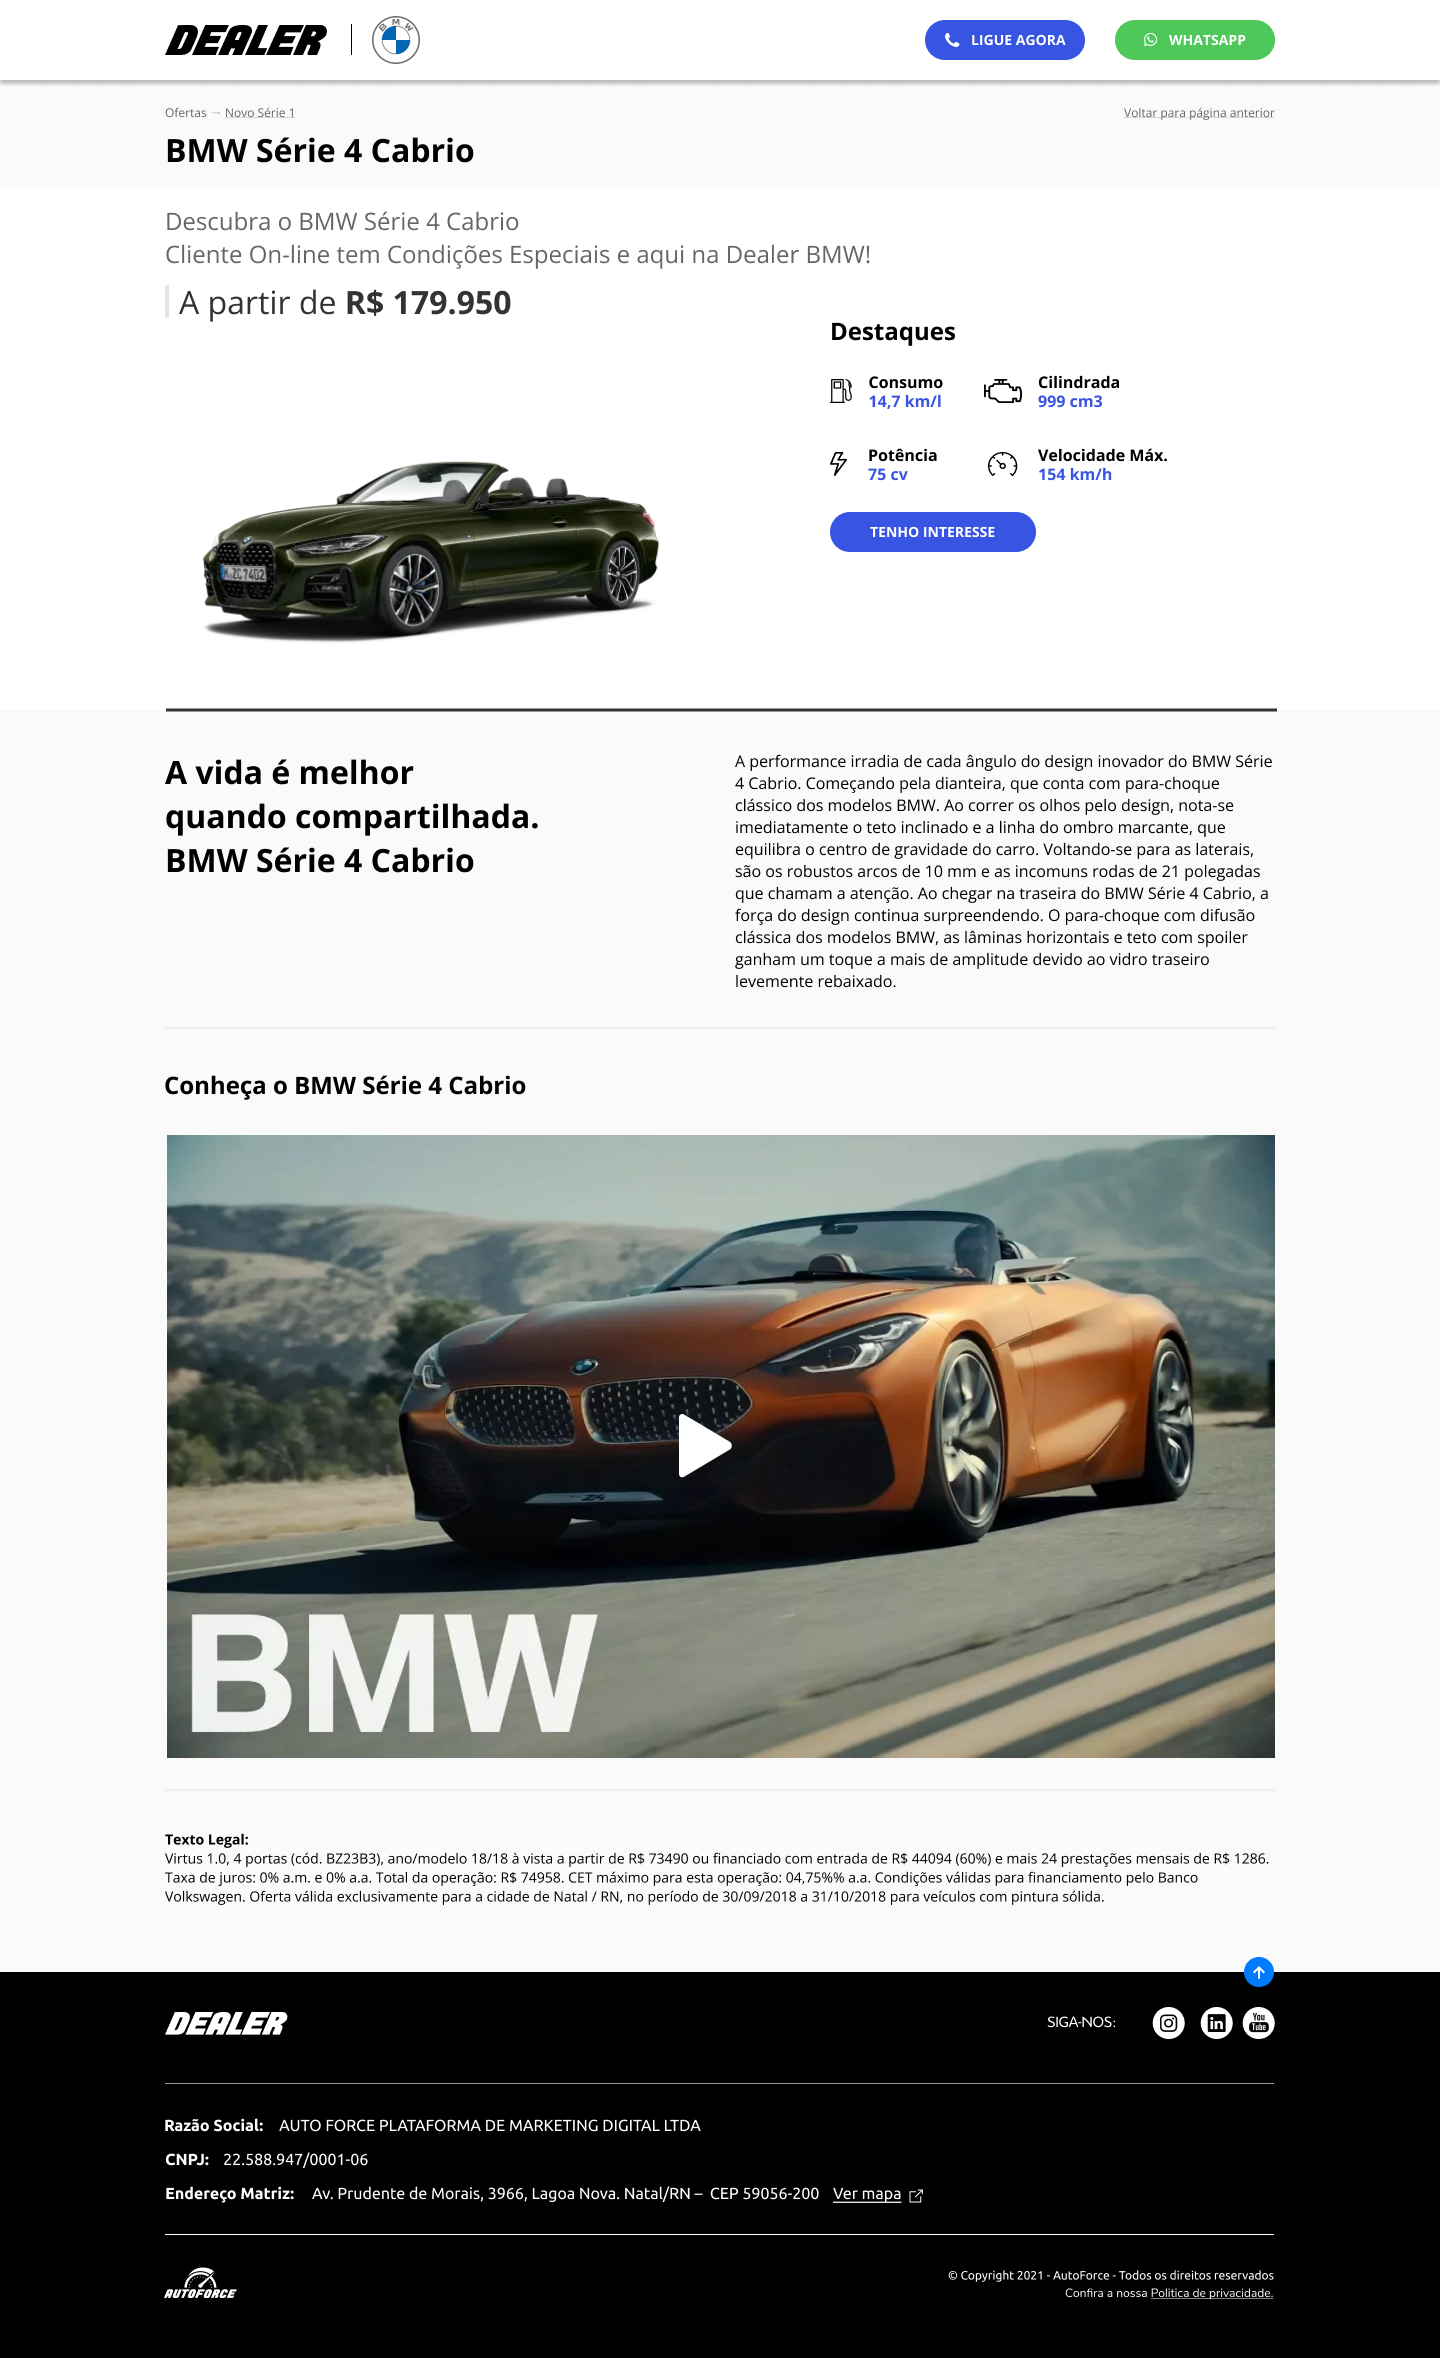 DEALER
BMW
LIGUE AGORA
WHATSAPP
Ofertas → Novo Série 1
Voltar para página anterior
BMW Série 4 Cabrio
Descubra o BMW Série 4 Cabrio
Cliente On-line tem Condições Especiais e aqui na Dealer BMW!
A partir de R$ 179.950
Destaques
Consumo
14,7 km/l
Cilindrada
999 cm3
Potência
75 cv
Velocidade Máx.
154 km/h
TENHO INTERESSE
M·ZC 7402
A vida é melhor
quando compartilhada.
BMW Série 4 Cabrio
A performance irradia de cada ângulo do design inovador do BMW Série
4 Cabrio. Começando pela dianteira, que conta com para-choque
clássico dos modelos BMW. Ao correr os olhos pelo design, nota-se
imediatamente o teto inclinado e a linha do ombro marcante, que
equilibra o centro de gravidade do carro. Voltando-se para as laterais,
são os robustos arcos de 10 mm e as incomuns rodas de 21 polegadas
que chamam a atenção. Ao chegar na traseira do BMW Série 4 Cabrio, a
força do design continua surpreendendo. O para-choque com difusão
clássica dos modelos BMW, as lâminas horizontais e teto com spoiler
ganham um toque a mais de amplitude devido ao vidro traseiro
levemente rebaixado.
Conheça o BMW Série 4 Cabrio
Z4
BMW
Texto Legal:
Virtus 1.0, 4 portas (cód. BZ23B3), ano/modelo 18/18 à vista a partir de R$ 73490 ou financiado com entrada de R$ 44094 (60%) e mais 24 prestações mensais de R$ 1286.
Taxa de juros: 0% a.m. e 0% a.a. Total da operação: R$ 74958. CET máximo para esta operação: 04,75%% a.a. Condições válidas para financiamento pelo Banco
Volkswagen. Oferta válida exclusivamente para a cidade de Natal / RN, no período de 30/09/2018 a 31/10/2018 para veículos com pintura sólida.
DEALER
SIGA-NOS:
in
You Tube
Razão Social: AUTO FORCE PLATAFORMA DE MARKETING DIGITAL LTDA
CNPJ: 22.588.947/0001-06
Endereço Matriz: Av. Prudente de Morais, 3966, Lagoa Nova. Natal/RN – CEP 59056-200 Ver mapa
AUTOFORCE
© Copyright 2021 - AutoForce - Todos os direitos reservados
Confira a nossa Politica de privacidade.